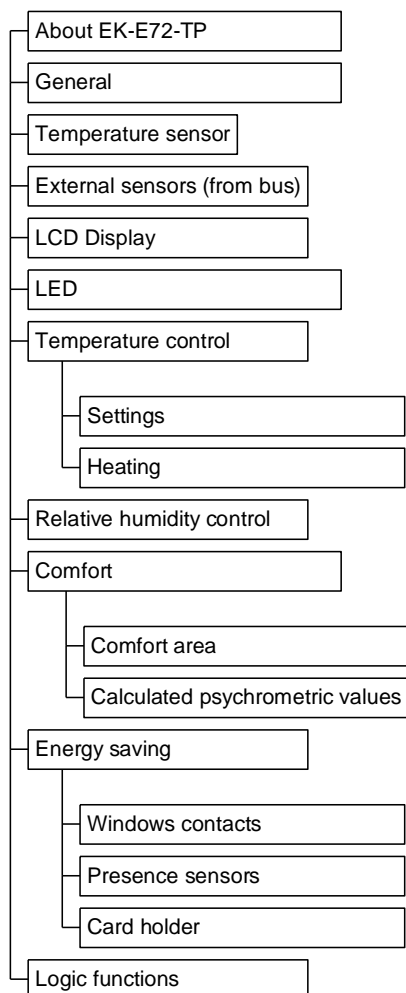 About EK-E72-TP
General
Temperature sensor
External sensors (from bus)
LCD Display
LED
Temperature control
Settings
Heating
Relative humidity control
Comfort
Comfort area
Calculated psychrometric values
Energy saving
Windows contacts
Presence sensors
Card holder
Logic functions